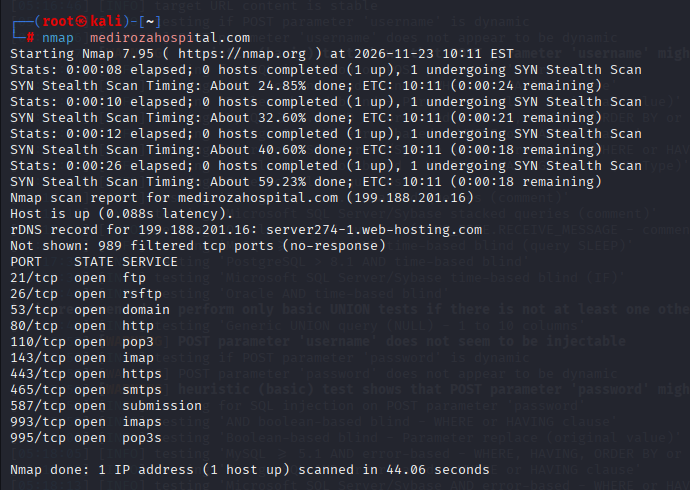 ┌──(root㉿kali)-[~]
└─# nmap  medirozahospital.com
Starting Nmap 7.95 ( https://nmap.org ) at 2026-11-23 10:11 EST
Stats: 0:00:08 elapsed; 0 hosts completed (1 up), 1 undergoing SYN Stealth Scan
SYN Stealth Scan Timing: About 24.85% done; ETC: 10:11 (0:00:24 remaining)
Stats: 0:00:10 elapsed; 0 hosts completed (1 up), 1 undergoing SYN Stealth Scan
SYN Stealth Scan Timing: About 32.60% done; ETC: 10:11 (0:00:21 remaining)
Stats: 0:00:12 elapsed; 0 hosts completed (1 up), 1 undergoing SYN Stealth Scan
SYN Stealth Scan Timing: About 40.60% done; ETC: 10:11 (0:00:18 remaining)
Stats: 0:00:26 elapsed; 0 hosts completed (1 up), 1 undergoing SYN Stealth Scan
SYN Stealth Scan Timing: About 59.23% done; ETC: 10:11 (0:00:18 remaining)
Nmap scan report for medirozahospital.com (199.188.201.16)
Host is up (0.088s latency).
rDNS record for 199.188.201.16: server274-1.web-hosting.com
Not shown: 989 filtered tcp ports (no-response)
PORT    STATE SERVICE
21/tcp  open  ftp
26/tcp  open  rsftp
53/tcp  open  domain
80/tcp  open  http
110/tcp open  pop3
143/tcp open  imap
443/tcp open  https
465/tcp open  smtps
587/tcp open  submission
993/tcp open  imaps
995/tcp open  pop3s
Nmap done: 1 IP address (1 host up) scanned in 44.06 seconds